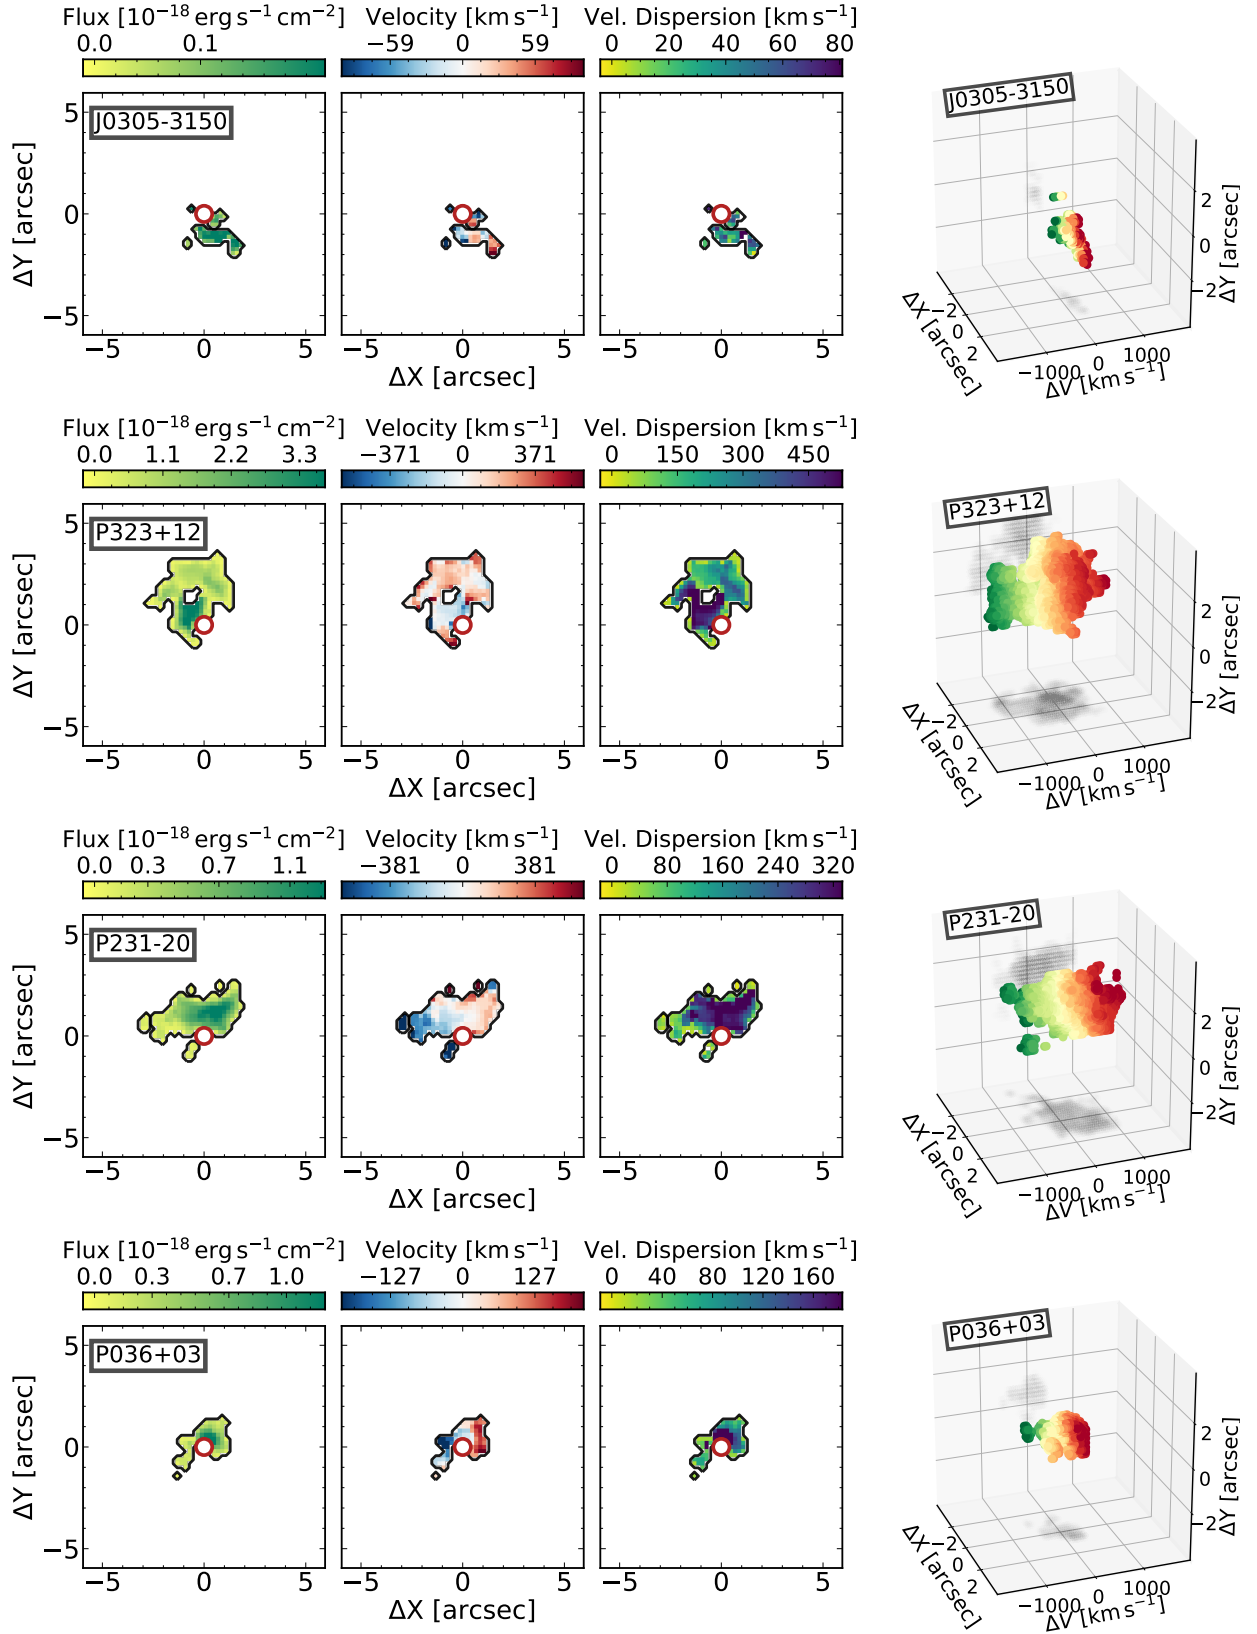 Flux [10⁻¹⁸ erg s⁻¹ cm⁻²] Velocity [km s⁻¹] Vel. Dispersion [km s⁻¹]
0.0 0.1 −59 0 59 0 20 40 60 80
J0305-3150 J0305-3150
5
0
−5
ΔY [arcsec]
−5 0 5 0 5 0 5
ΔX [arcsec]
2
0
−2
ΔY [arcsec]
−2
0
2
ΔX [arcsec]
−1000 0 1000
ΔV [km s⁻¹]
Flux [10⁻¹⁸ erg s⁻¹ cm⁻²] Velocity [km s⁻¹] Vel. Dispersion [km s⁻¹]
0.0 1.1 2.2 3.3 −371 0 371 0 150 300 450
P323+12 P323+12
5
0
−5
ΔY [arcsec]
−5 0 5 0 5 0 5
ΔX [arcsec]
2
0
−2
ΔY [arcsec]
−2
0
2
ΔX [arcsec]
−1000 0 1000
ΔV [km s⁻¹]
Flux [10⁻¹⁸ erg s⁻¹ cm⁻²] Velocity [km s⁻¹] Vel. Dispersion [km s⁻¹]
0.0 0.3 0.7 1.1 −381 0 381 0 80 160 240 320
P231-20 P231-20
5
0
−5
ΔY [arcsec]
−5 0 5 0 5 0 5
ΔX [arcsec]
2
0
−2
ΔY [arcsec]
−2
0
2
ΔX [arcsec]
−1000 0 1000
ΔV [km s⁻¹]
Flux [10⁻¹⁸ erg s⁻¹ cm⁻²] Velocity [km s⁻¹] Vel. Dispersion [km s⁻¹]
0.0 0.3 0.7 1.0 −127 0 127 0 40 80 120 160
P036+03 P036+03
5
0
−5
ΔY [arcsec]
−5 0 5 0 5 0 5
ΔX [arcsec]
2
0
−2
ΔY [arcsec]
−2
0
2
ΔX [arcsec]
−1000 0 1000
ΔV [km s⁻¹]